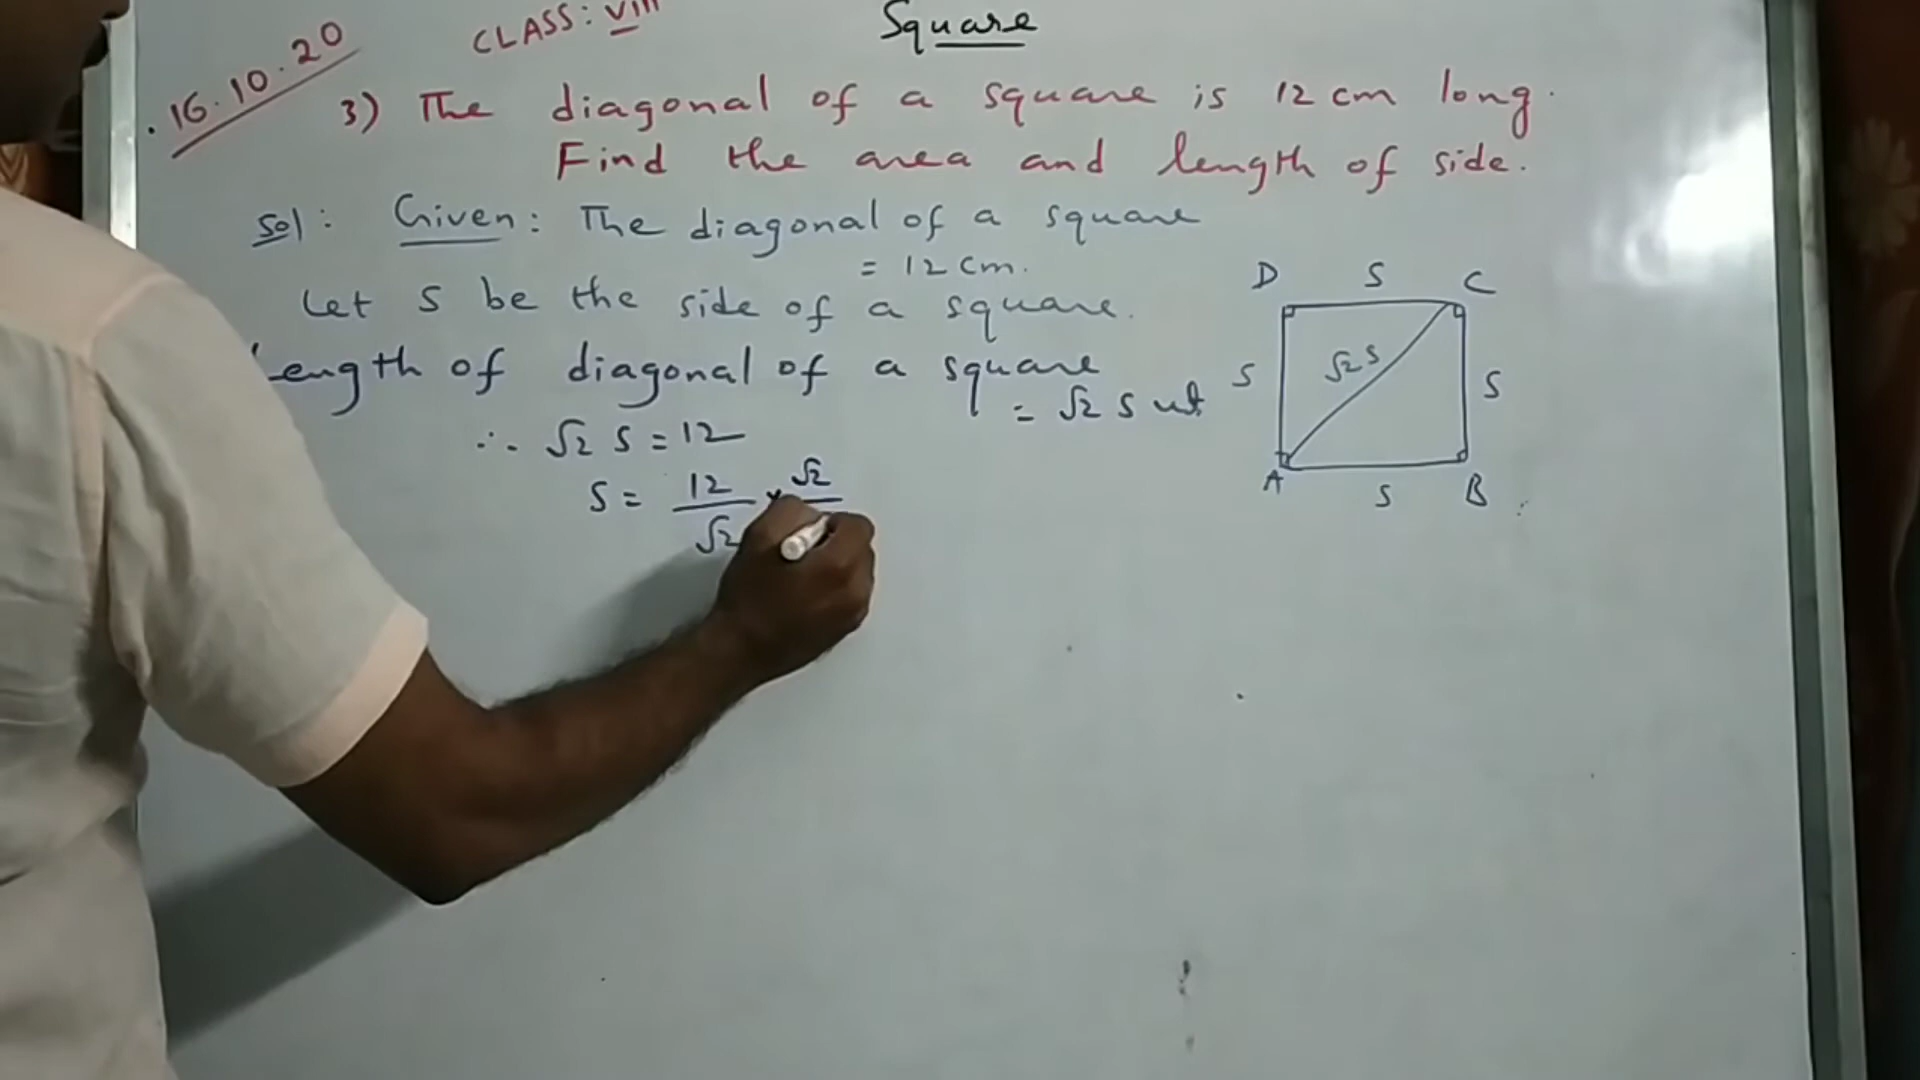 16.10.20
CLASS: VIII
Square
3) The diagonal of a square is 12 cm long.
Find the area and length of side.
Sol: Given: The diagonal of a square
= 12 cm.
Let S be the side of a square.
Length of diagonal of a square
= √2 S ut
∴ √2 S = 12
S = 12/√2 × √2
D S C
S √2 S S
A S B